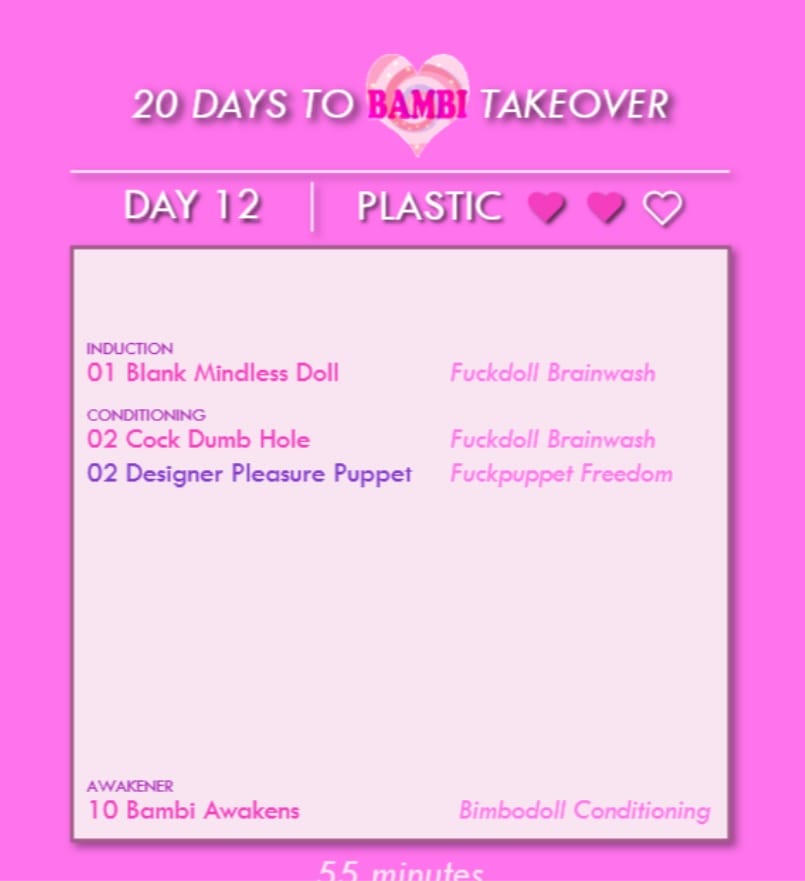 20 DAYS TO BAMBI TAKEOVER
DAY 12 | PLASTIC
INDUCTION
01 Blank Mindless Doll Fuckdoll Brainwash
CONDITIONING
02 Cock Dumb Hole Fuckdoll Brainwash
02 Designer Pleasure Puppet Fuckpuppet Freedom
AWAKENER
10 Bambi Awakens Bimbodoll Conditioning
55 minutes